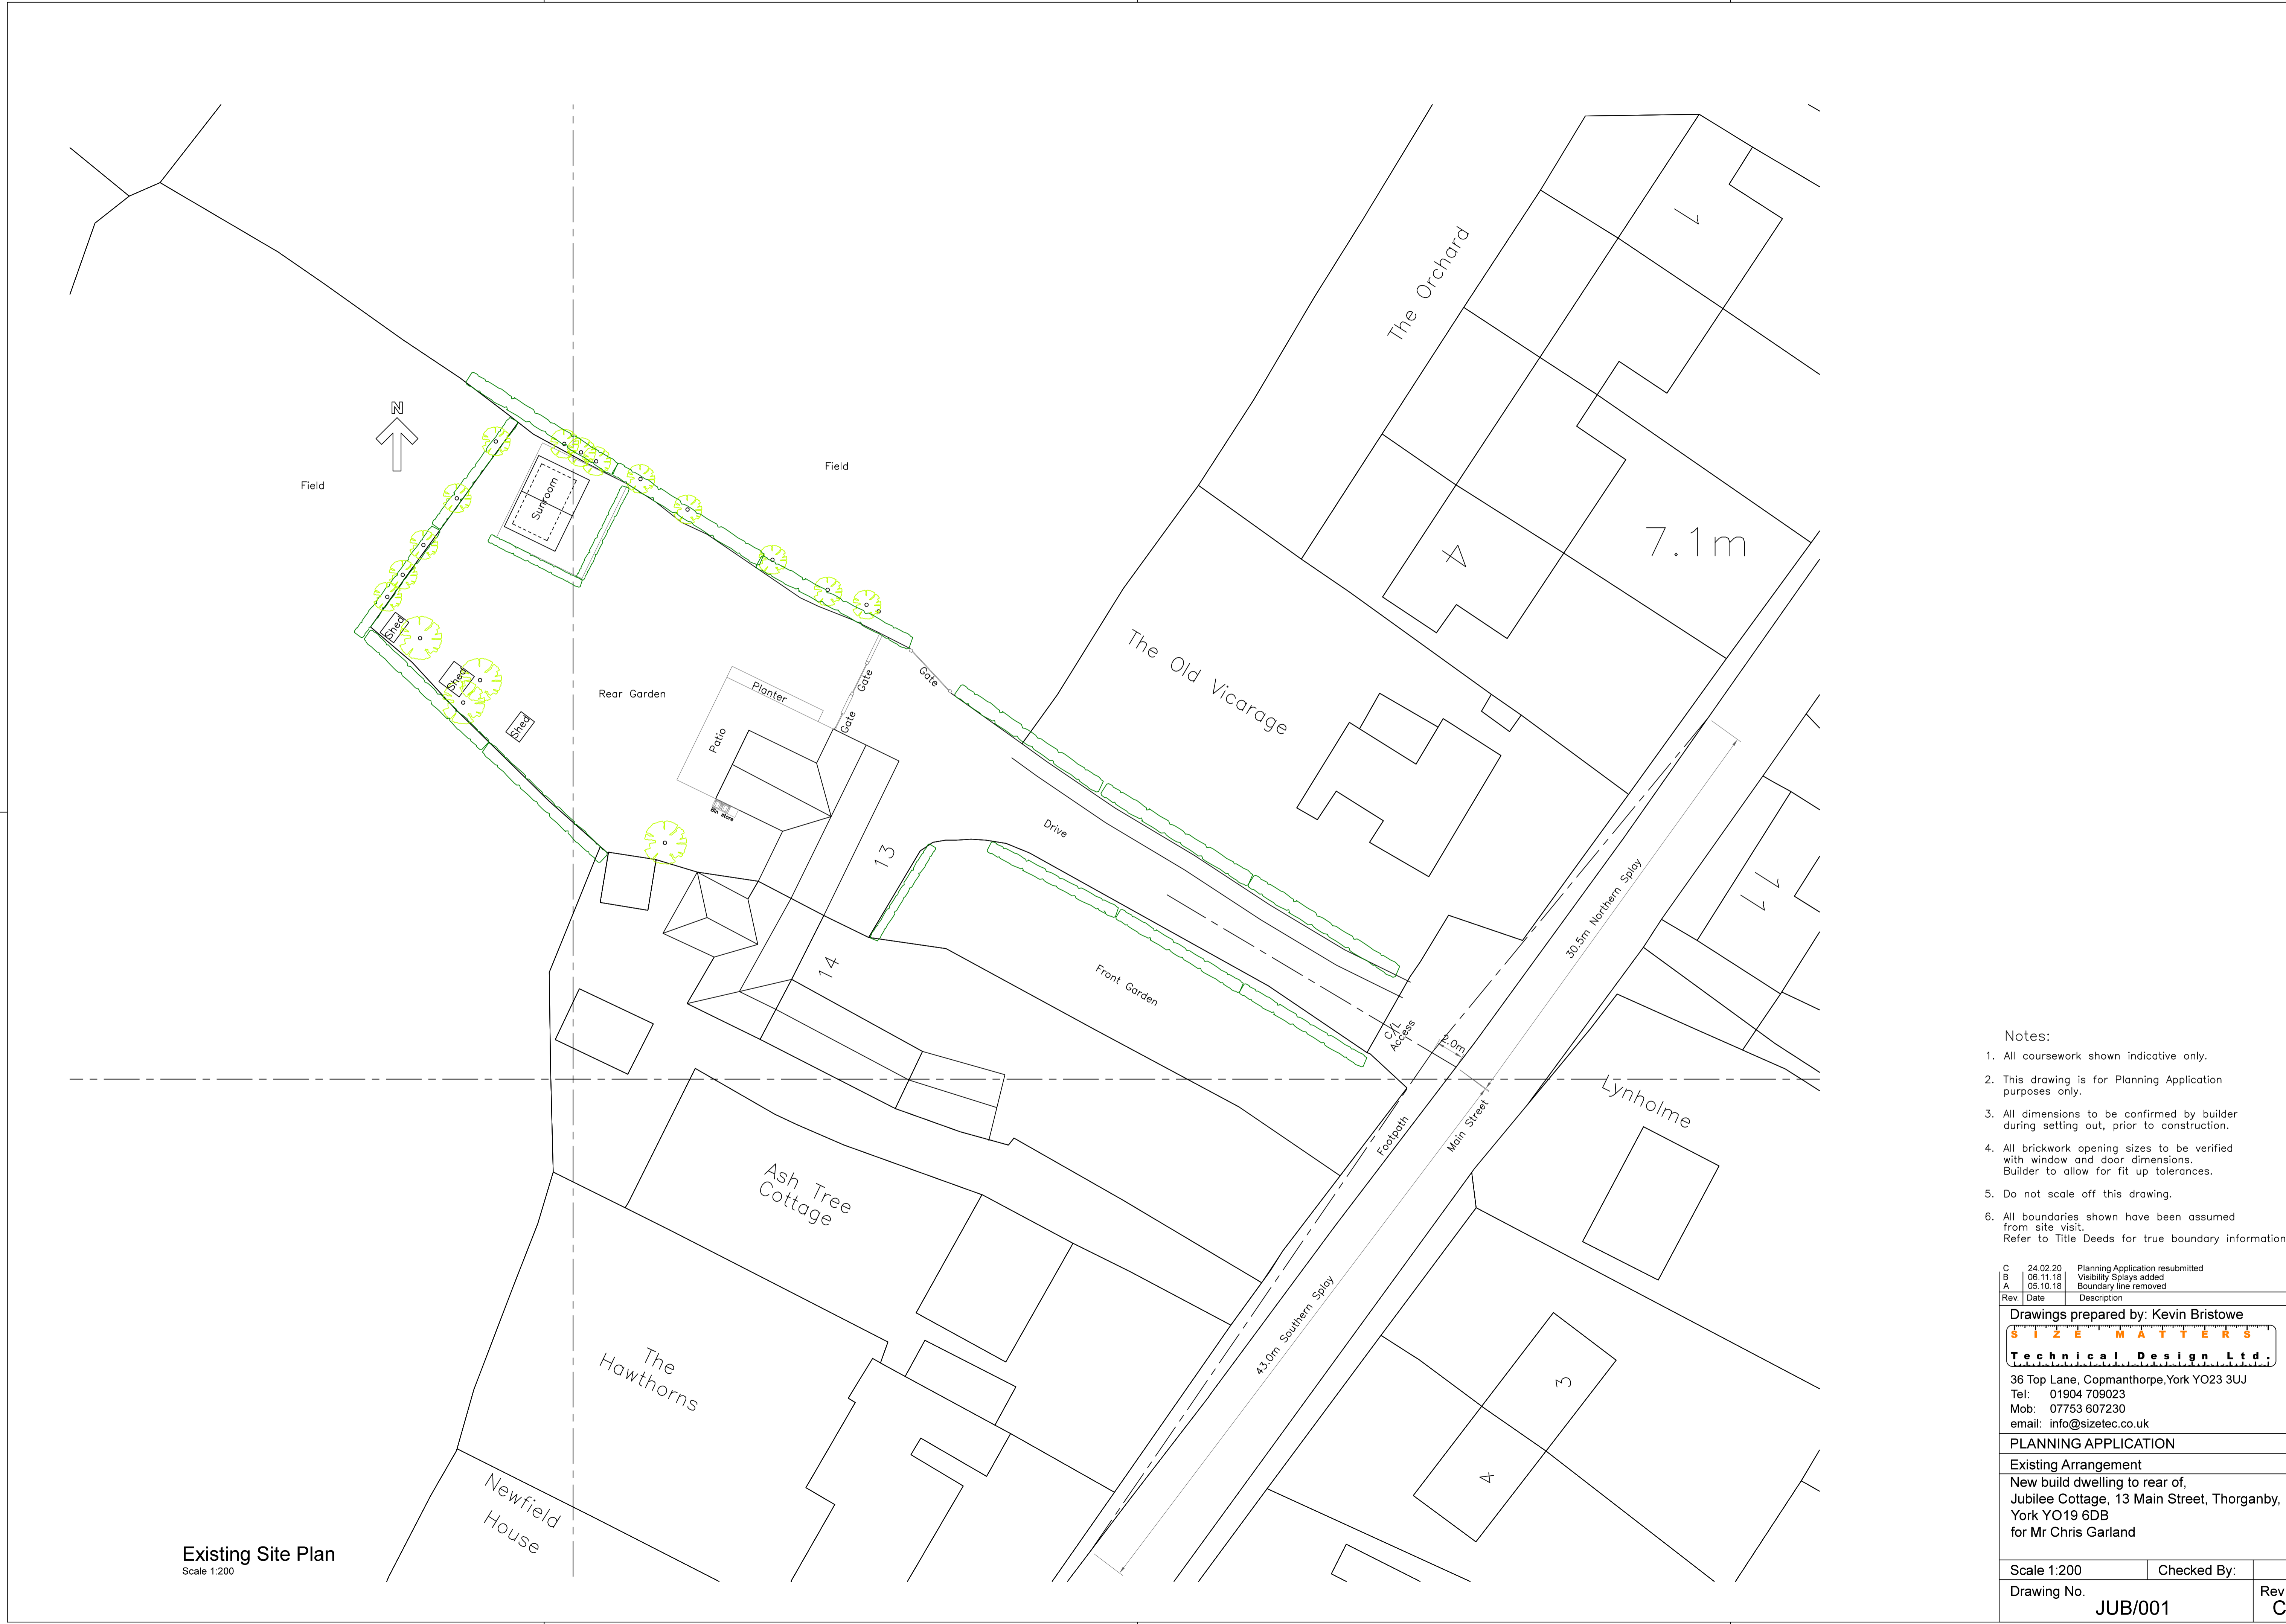 The Orchard
1
N
Field
Field
Sunroom
4
7.1m
Shed
Shed
Shed
The Old Vicarage
Gate
Gate
Gate
Rear Garden
Planter
Patio
Bin store
Drive
13
14
11
30.5m Northern Splay
Front Garden
C/L
Access
2.0m
Lynholme
Footpath
Main Street
Ash Tree
Cottage
43.0m Southern Splay
The
Hawthorns
3
4
Newfield
House
Existing Site Plan
Scale 1:200
Notes:
1. All coursework shown indicative only.
2. This drawing is for Planning Application
purposes only.
3. All dimensions to be confirmed by builder
during setting out, prior to construction.
4. All brickwork opening sizes to be verified
with window and door dimensions.
Builder to allow for fit up tolerances.
5. Do not scale off this drawing.
6. All boundaries shown have been assumed
from site visit.
Refer to Title Deeds for true boundary information
C 24.02.20 Planning Application resubmitted
B 06.11.18 Visibility Splays added
A 05.10.18 Boundary line removed
Rev. Date Description
Drawings prepared by: Kevin Bristowe
SIZE MATTERS
Technical Design Ltd.
36 Top Lane, Copmanthorpe,York YO23 3UJ
Tel: 01904 709023
Mob: 07753 607230
email: info@sizetec.co.uk
PLANNING APPLICATION
Existing Arrangement
New build dwelling to rear of,
Jubilee Cottage, 13 Main Street, Thorganby,
York YO19 6DB
for Mr Chris Garland
Scale 1:200 Checked By:
Drawing No. Rev
JUB/001 C